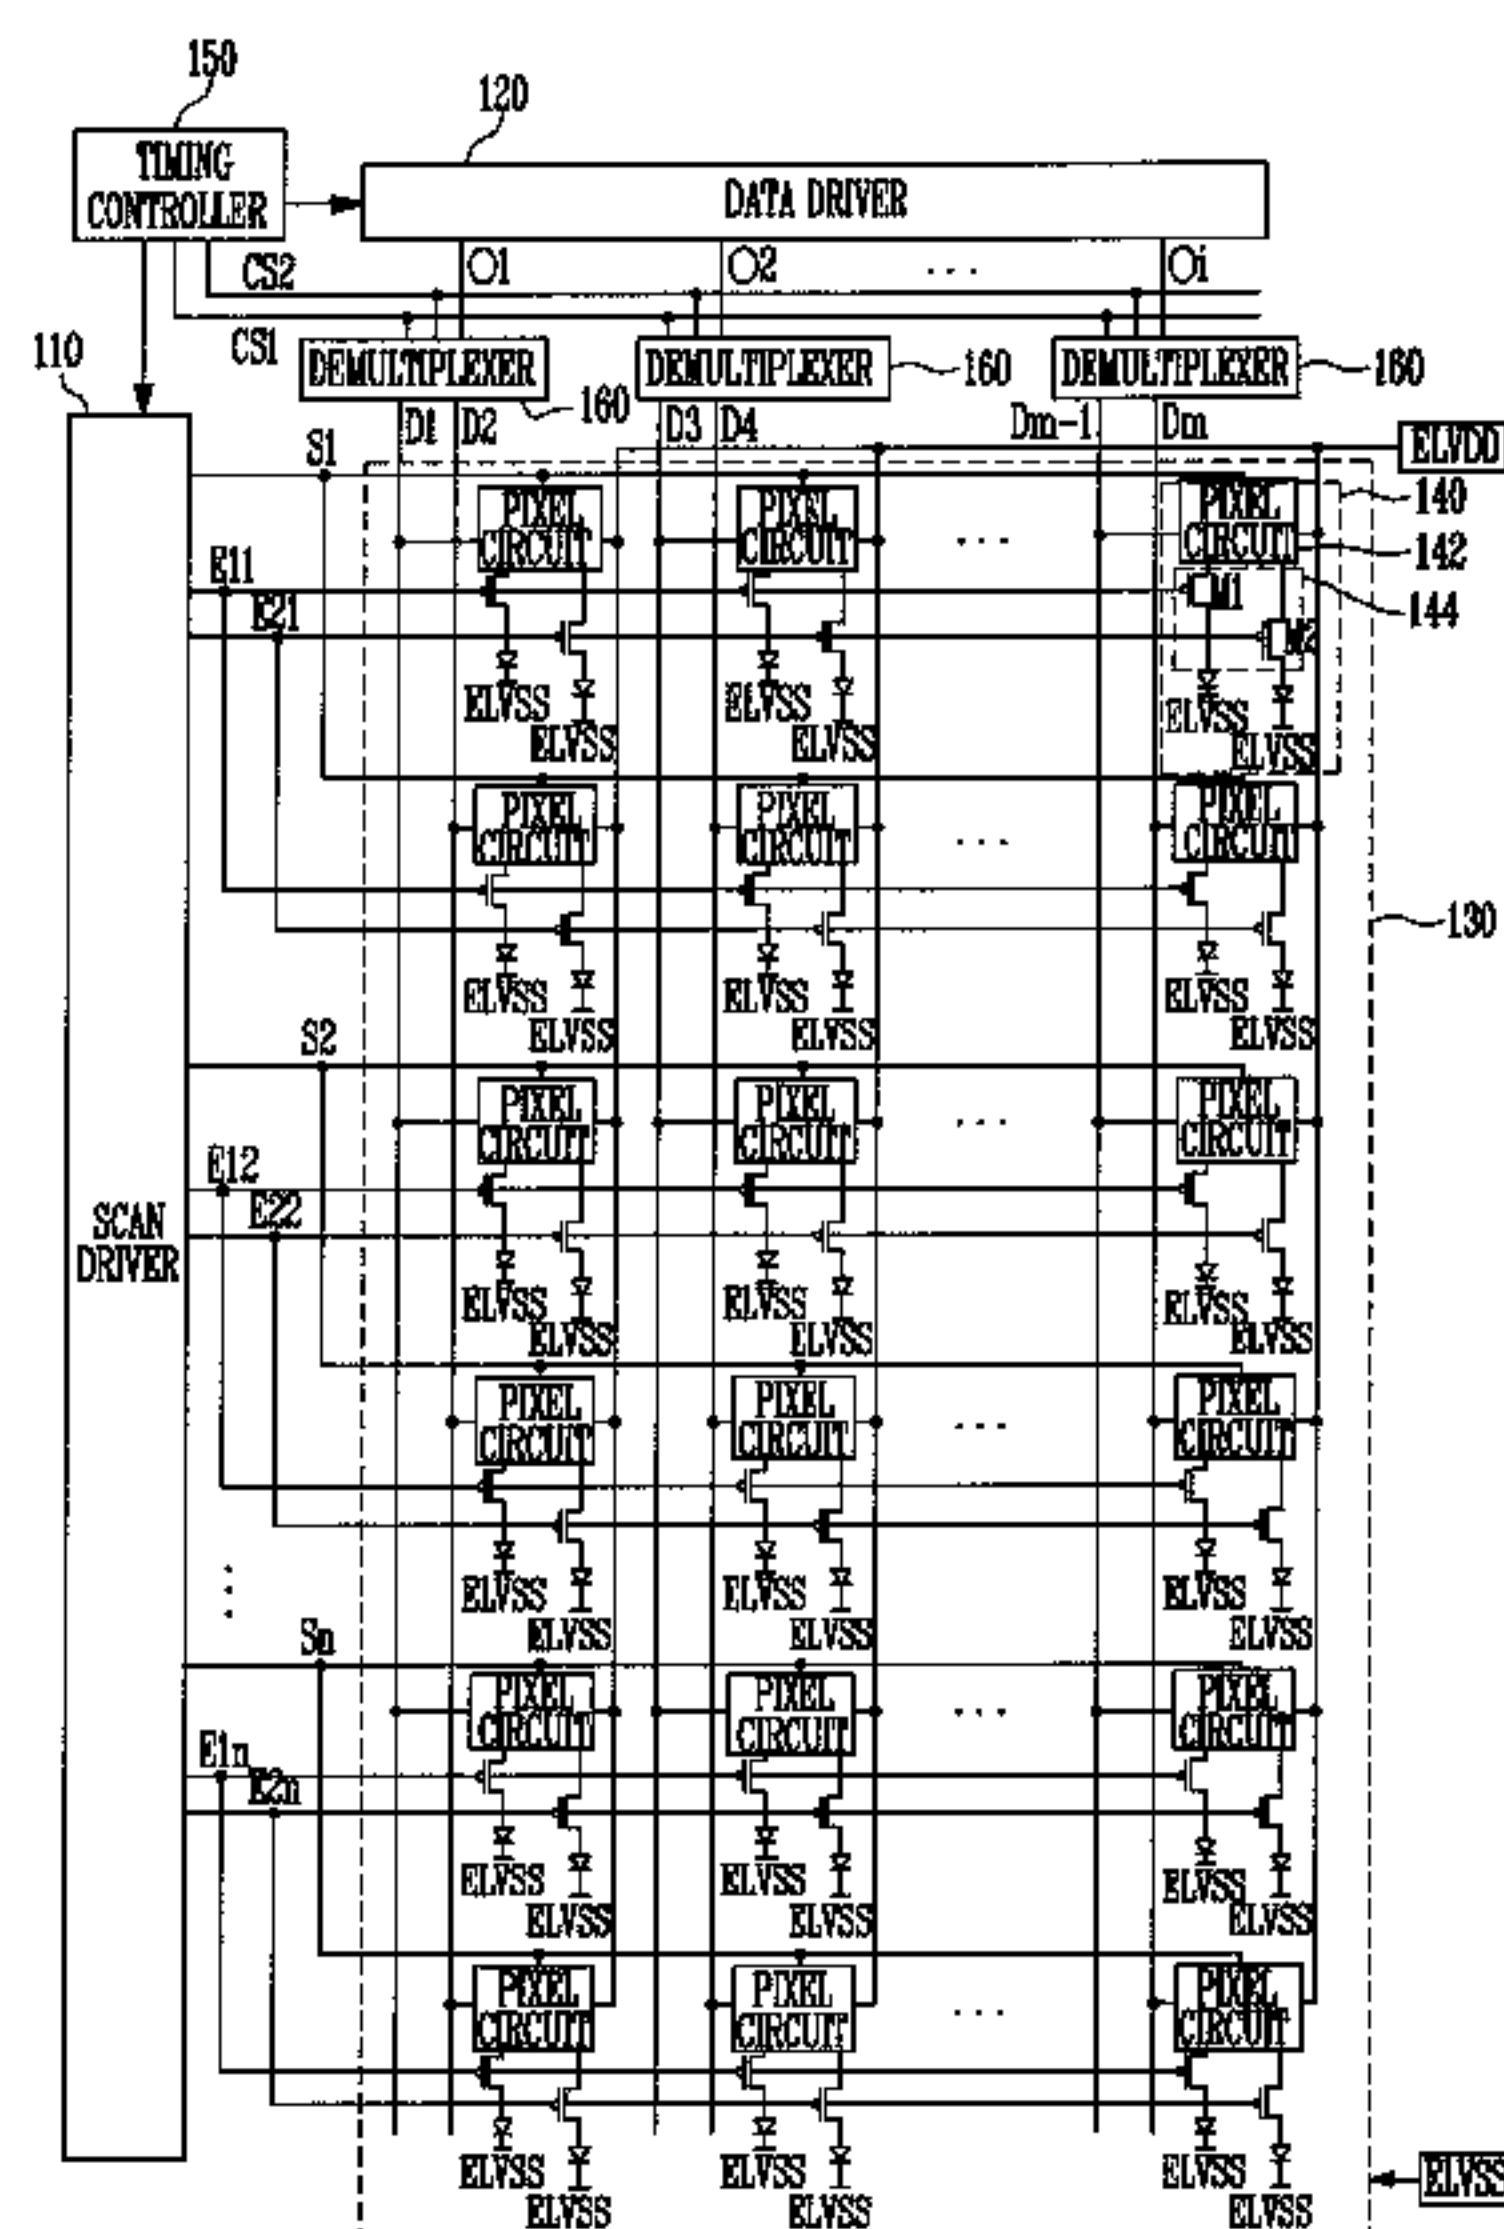 150
120
TIMING
CONTROLLER
DATA DRIVER
CS2
O1
O2
...
Oi
110
CS1
DEMULTIPLEXER
DEMULTIPLEXER
160
DEMULTIPLEXER
160
160
D1
D2
D3
D4
Dm-1
Dm
ELVDD
S1
PIXEL
CIRCUIT
PIXEL
CIRCUIT
...
PIXEL
CIRCUIT
140
142
E11
M1
144
E21
M2
ELVSS
ELVSS
ELVSS
ELVSS
ELVSS
ELVSS
PIXEL
CIRCUIT
PIXEL
CIRCUIT
...
PIXEL
CIRCUIT
130
ELVSS
ELVSS
ELVSS
ELVSS
ELVSS
ELVSS
S2
PIXEL
CIRCUIT
PIXEL
CIRCUIT
...
PIXEL
CIRCUIT
E12
E22
SCAN
DRIVER
ELVSS
ELVSS
ELVSS
ELVSS
ELVSS
ELVSS
PIXEL
CIRCUIT
PIXEL
CIRCUIT
...
PIXEL
CIRCUIT
ELVSS
ELVSS
ELVSS
ELVSS
ELVSS
ELVSS
Sn
PIXEL
CIRCUIT
PIXEL
CIRCUIT
...
PIXEL
CIRCUIT
E1n
E2n
ELVSS
ELVSS
ELVSS
ELVSS
ELVSS
ELVSS
PIXEL
CIRCUIT
PIXEL
CIRCUIT
...
PIXEL
CIRCUIT
ELVSS
ELVSS
ELVSS
ELVSS
ELVSS
ELVSS
ELVSS